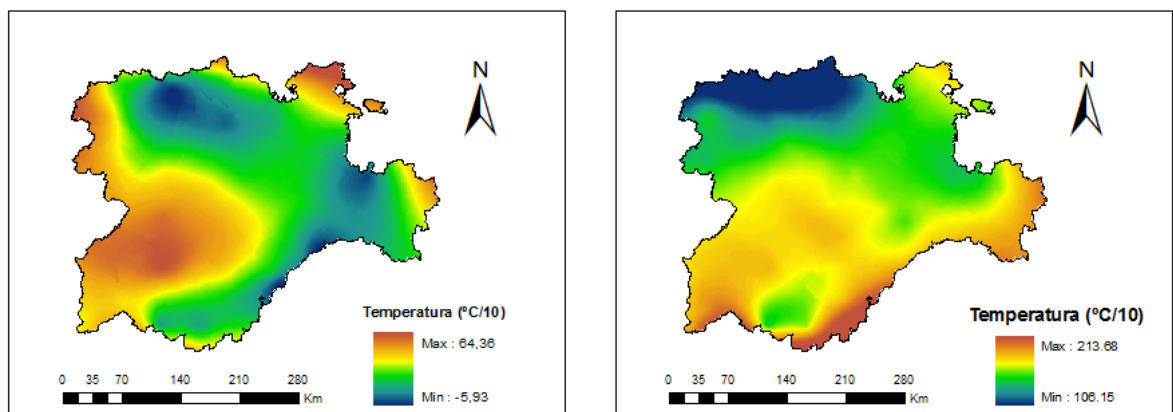 N
Temperatura (ºC/10)
Max : 64,36
Min : -5,93
0 35 70 140 210 280
Km
N
Temperatura (ºC/10)
Max : 213.68
Min : 106.15
0 35 70 140 210 280
Km